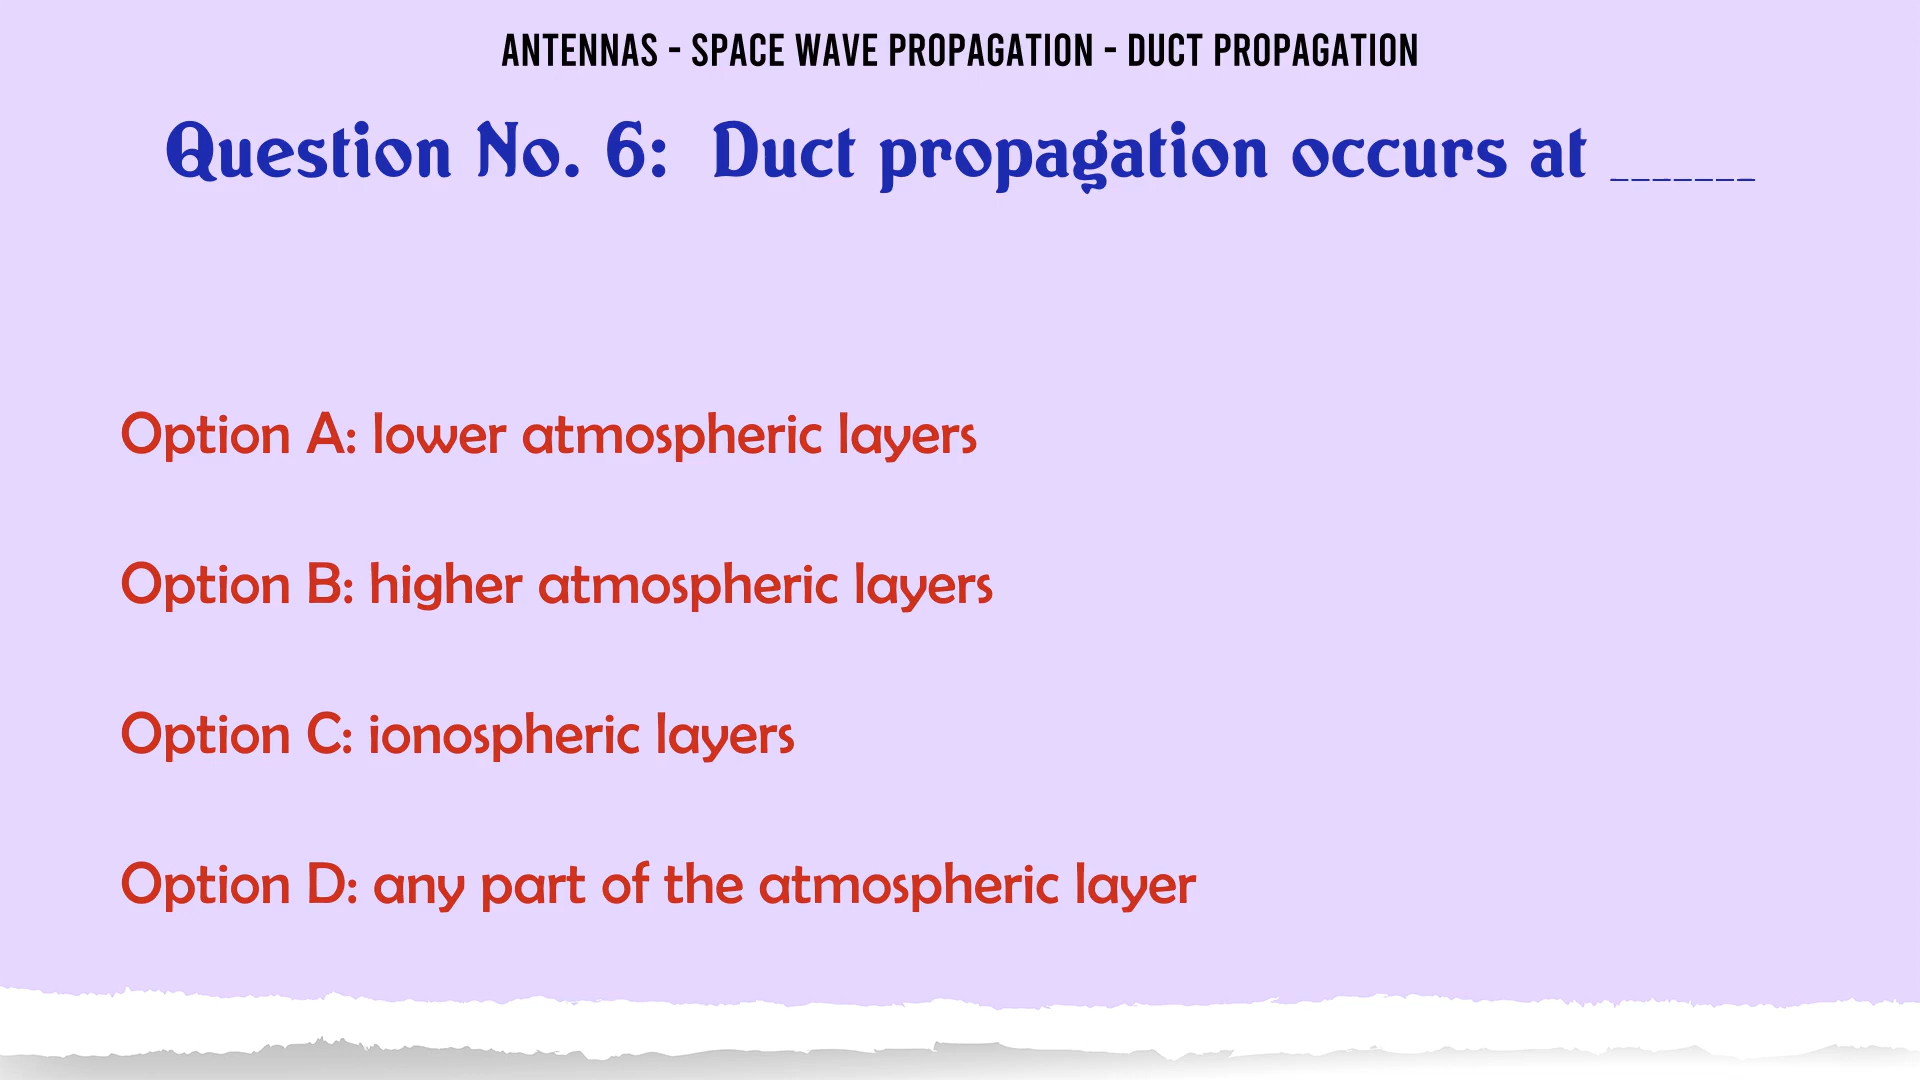 ANTENNAS - SPACE WAVE PROPAGATION - DUCT PROPAGATION
Question No. 6: Duct propagation occurs at _______
Option A: lower atmospheric layers
Option B: higher atmospheric layers
Option C: ionospheric layers
Option D: any part of the atmospheric layer